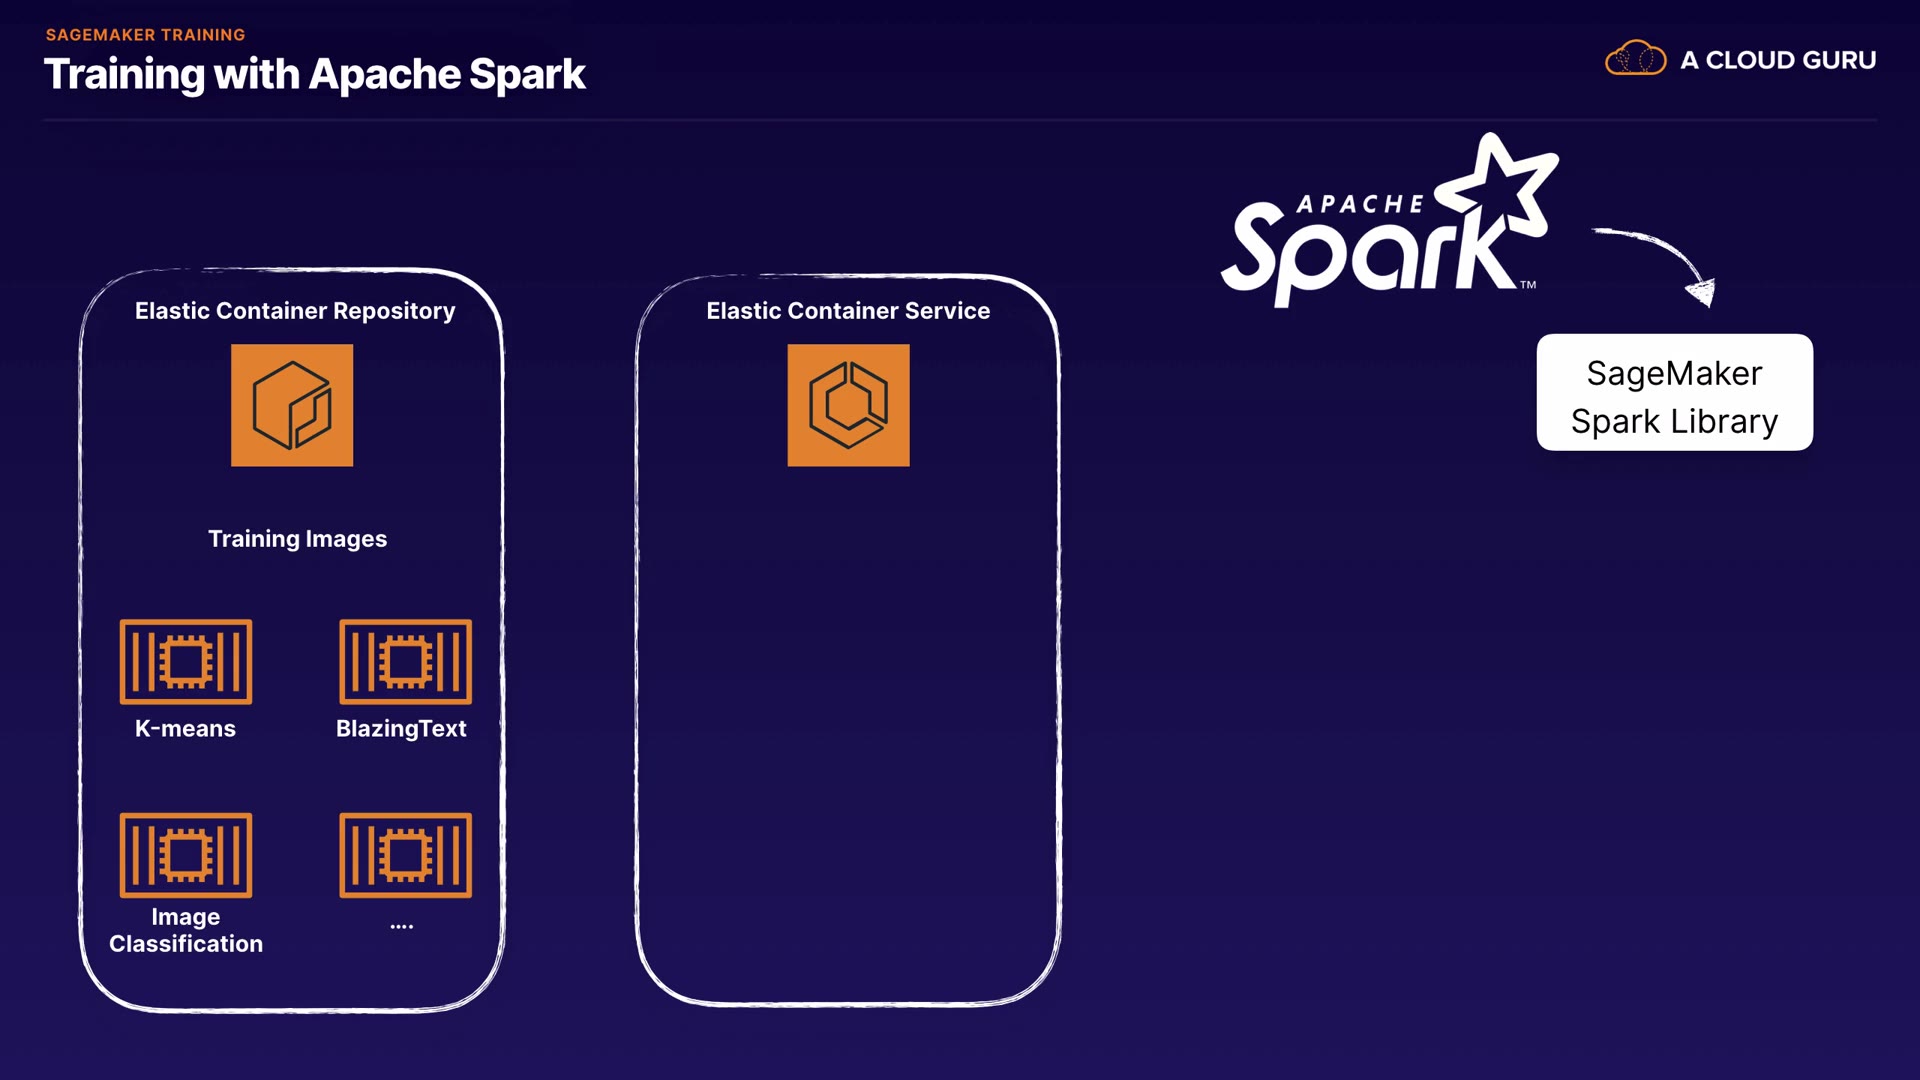 SAGEMAKER TRAINING
Training with Apache Spark
A CLOUD GURU
APACHE
Spark
TM
SageMaker
Spark Library
Elastic Container Repository
Training Images
K-means
BlazingText
Image
Classification
....
Elastic Container Service